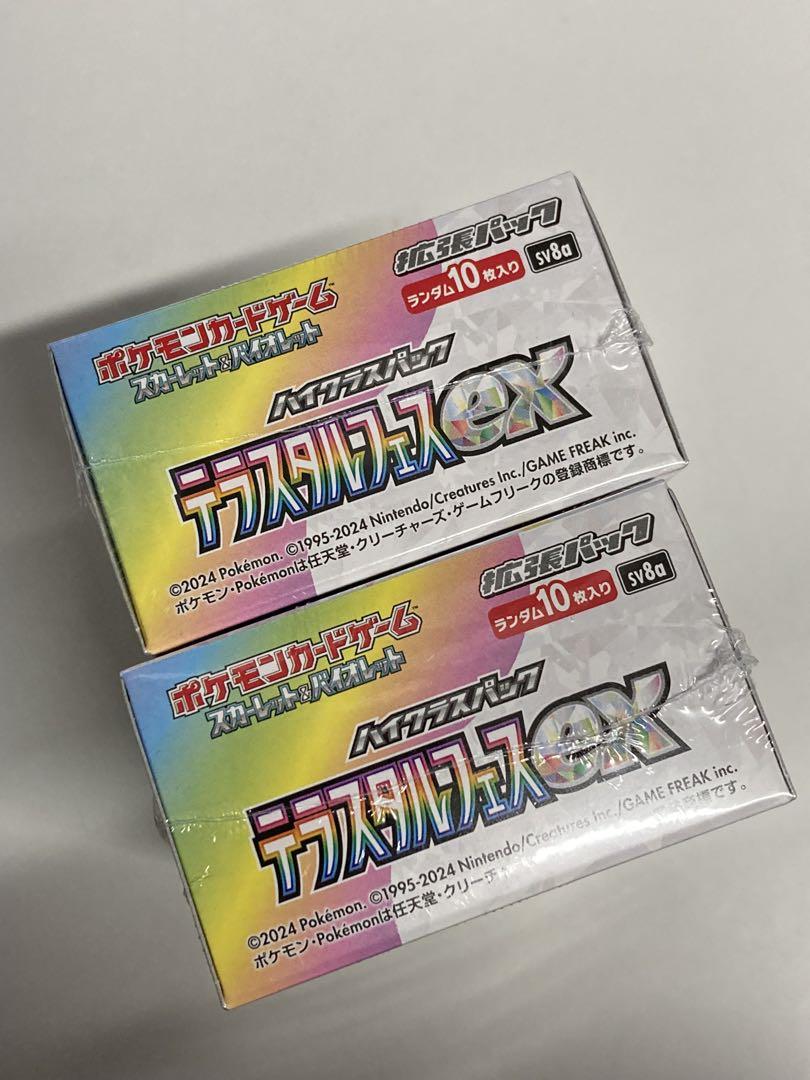 拡張パック
ランダム10枚入り SV8a
ポケモンカードゲーム™
スカーレット&バイオレット
ハイクラスパック
テラスタルフェスex
©2024 Pokémon. ©1995-2024 Nintendo/Creatures Inc./GAME FREAK inc.
ポケモン・Pokémonは任天堂・クリーチャーズ・ゲームフリークの登録商標です。
拡張パック
ランダム10枚入り SV8a
ポケモンカードゲーム™
スカーレット&バイオレット
ハイクラスパック
テラスタルフェスex
©2024 Pokémon. ©1995-2024 Nintendo/Creatures Inc./GAME FREAK inc.
ポケモン・Pokémonは任天堂・クリーチャ 商標です。